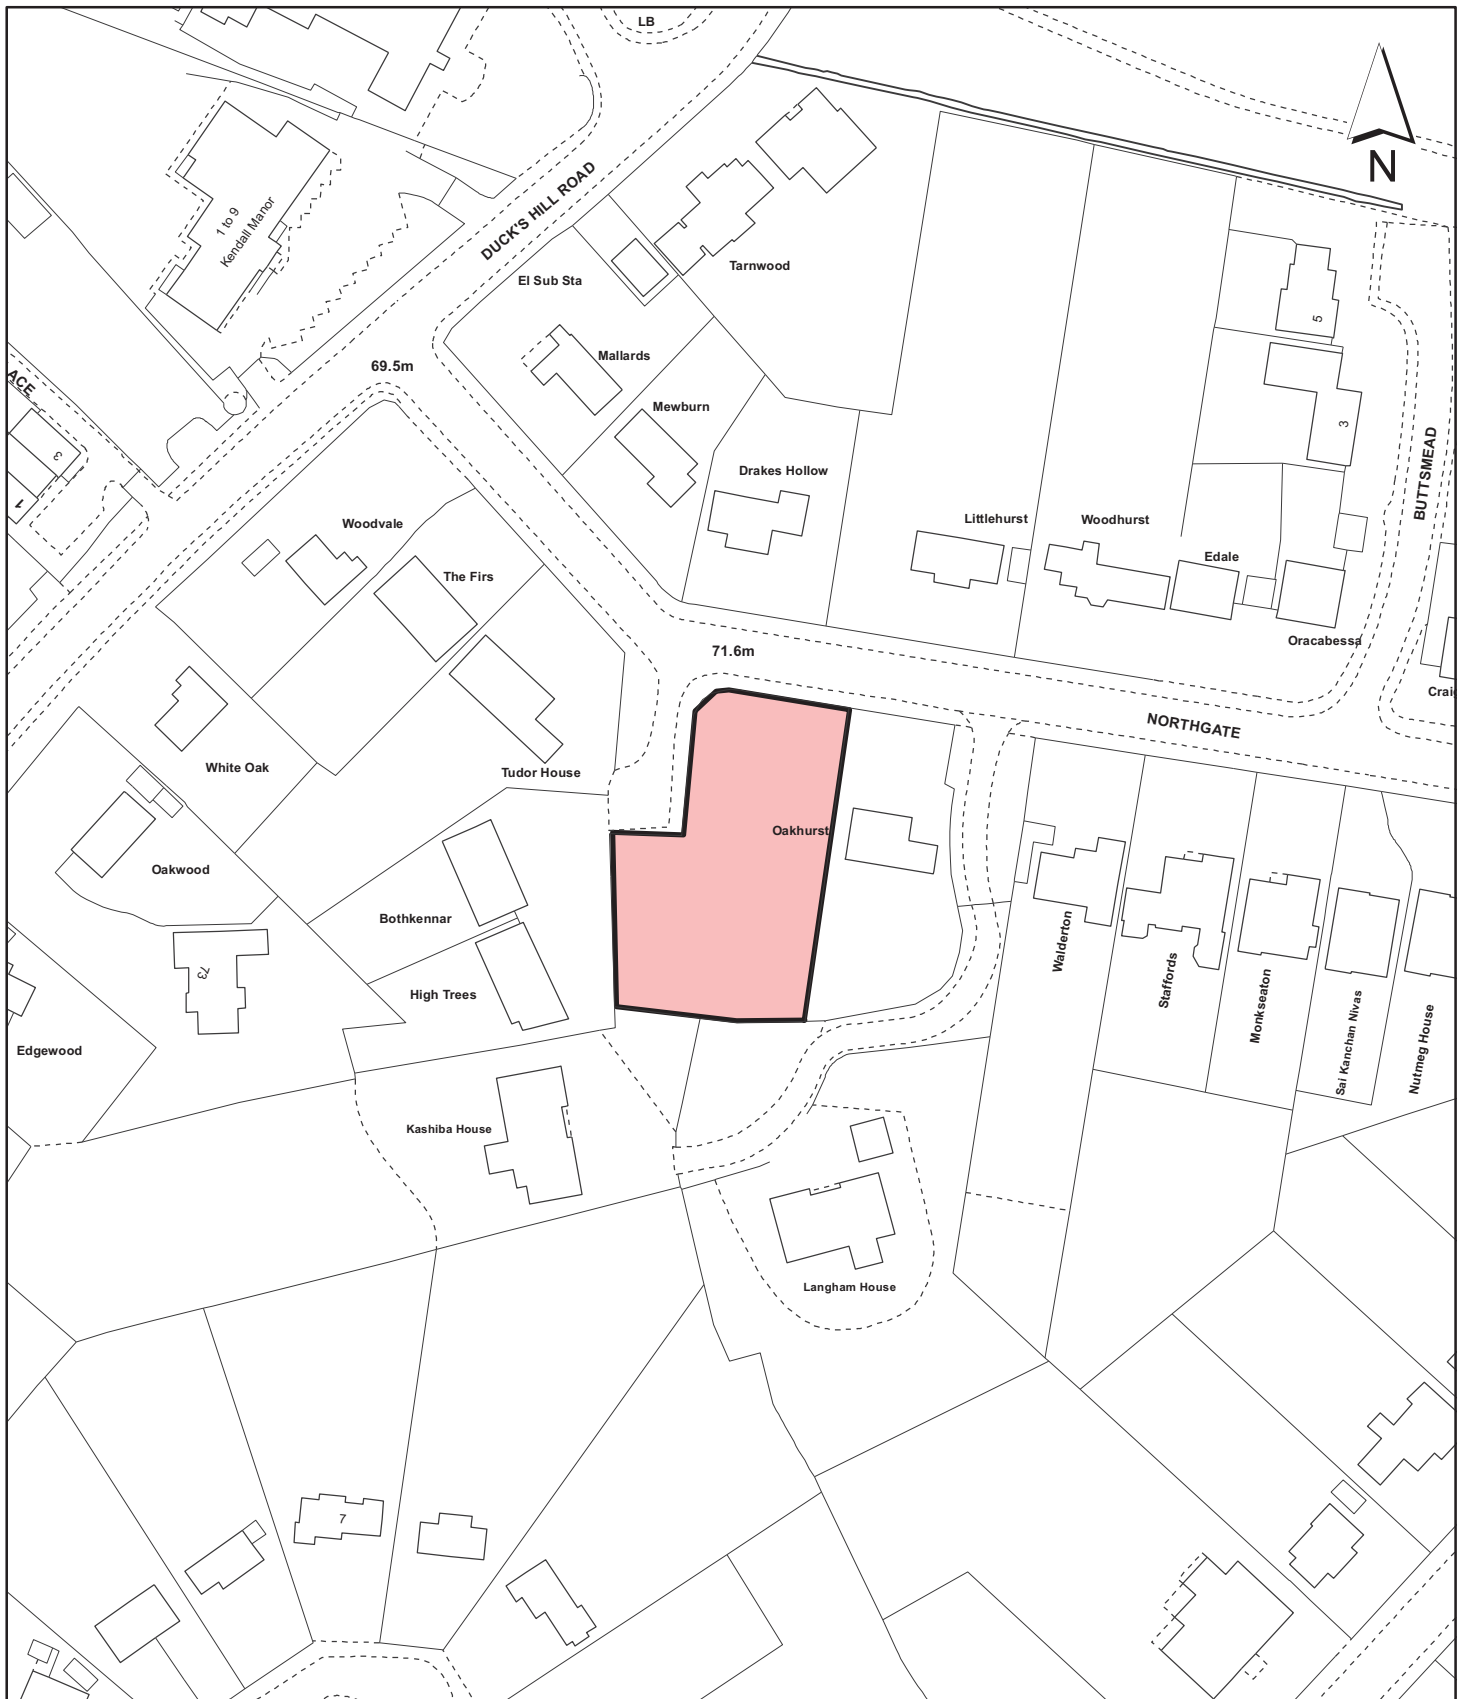 LB
N
1 to 9
Kendall Manor
DUCK'S HILL ROAD
El Sub Sta
Tarnwood
5
69.5m
Mallards
ACE
Mewburn
3
BUTTSMEAD
3
1
Drakes Hollow
Woodvale
Littlehurst
Woodhurst
The Firs
Edale
Oracabessa
71.6m
Craig
NORTHGATE
White Oak
Tudor House
Oakhurst
Oakwood
Bothkennar
Walderton
Staffords
73
High Trees
Monkseaton
Sai Kanchan Nivas
Nutmeg House
Edgewood
Kashiba House
Langham House
7